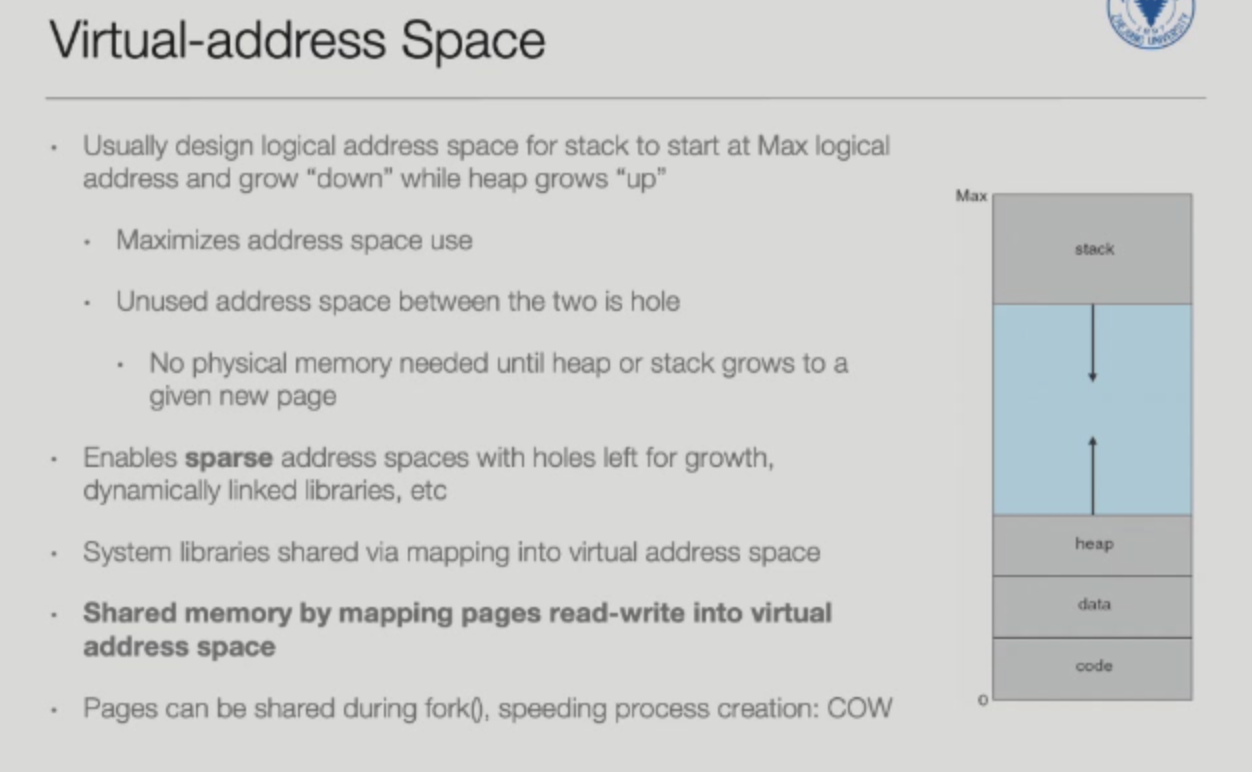 Virtual-address Space
ZHEJIANG UNIVERSITY
1897
· Usually design logical address space for stack to start at Max logical
address and grow “down” while heap grows “up”
· Maximizes address space use
· Unused address space between the two is hole
· No physical memory needed until heap or stack grows to a
given new page
· Enables sparse address spaces with holes left for growth,
dynamically linked libraries, etc
· System libraries shared via mapping into virtual address space
· Shared memory by mapping pages read-write into virtual
address space
· Pages can be shared during fork(), speeding process creation: COW
Max
stack
heap
data
code
0